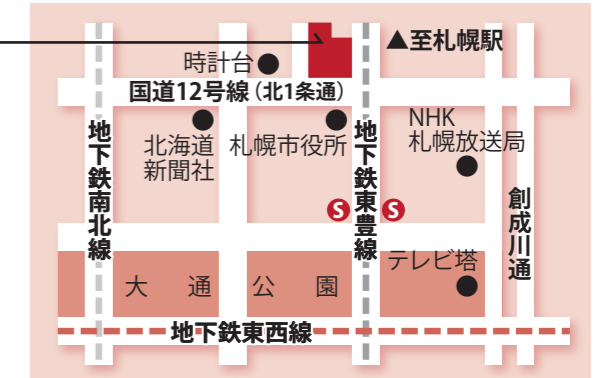 ▲至札幌駅
時計台
国道12号線（北1条通）
北海道
新聞社
札幌市役所
NHK
札幌放送局
地下鉄南北線
地下鉄東豊線
創成川通
S
S
テレビ塔
大通公園
地下鉄東西線